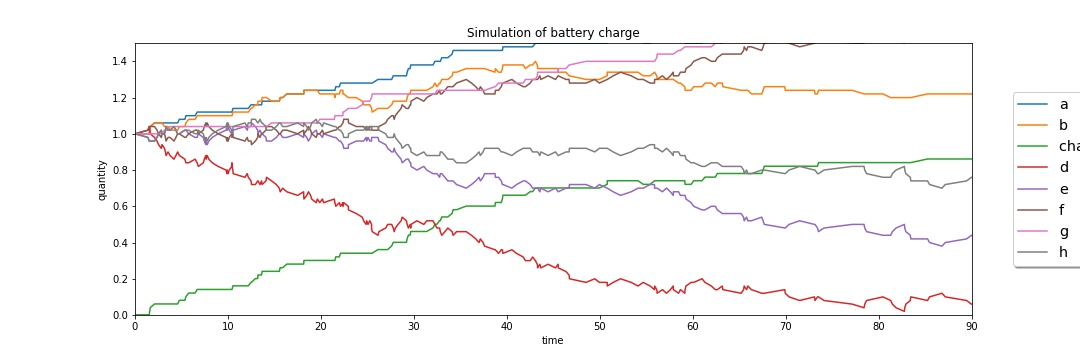 Simulation of battery charge
quantity
1.4
1.2
1.0
0.8
0.6
0.4
0.2
0.0
0 10 20 30 40 50 60 70 80 90
time
a
b
cha
d
e
f
g
h